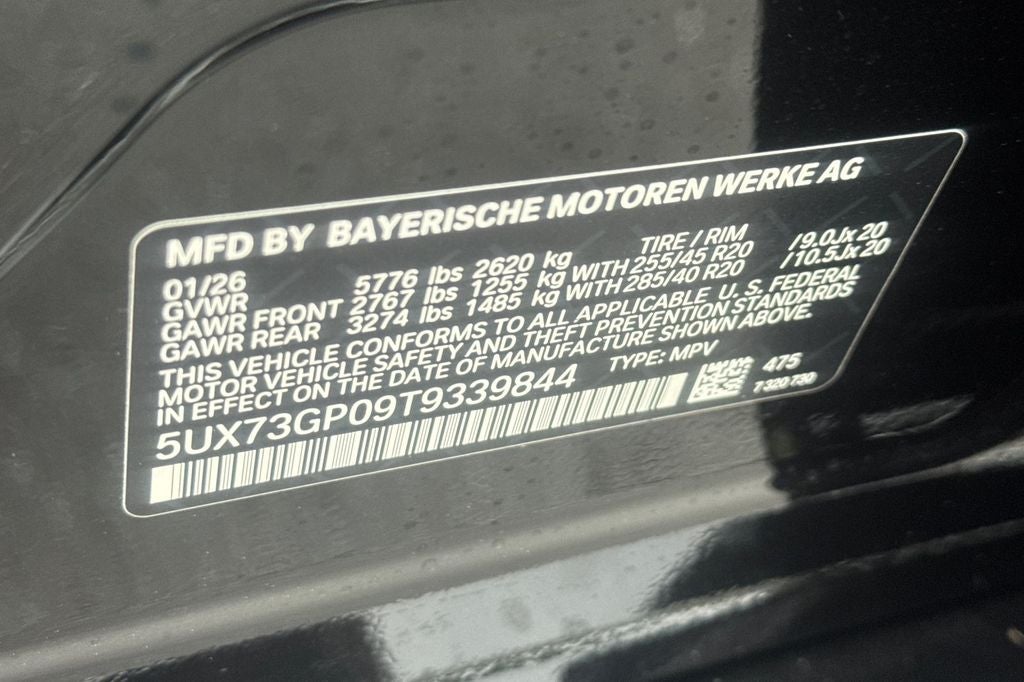 MFD BY BAYERISCHE MOTOREN WERKE AG
01/26 TIRE / RIM
GVWR 5776 lbs 2620 kg
GAWR FRONT 2767 lbs 1255 kg WITH 255/45 R20 /9.0Jx20
GAWR REAR 3274 lbs 1485 kg WITH 285/40 R20 /10.5Jx20
THIS VEHICLE CONFORMS TO ALL APPLICABLE U. S. FEDERAL
MOTOR VEHICLE SAFETY AND THEFT PREVENTION STANDARDS
IN EFFECT ON THE DATE OF MANUFACTURE SHOWN ABOVE.
5UX73GP09T9339844 TYPE: MPV
475
7 320 730